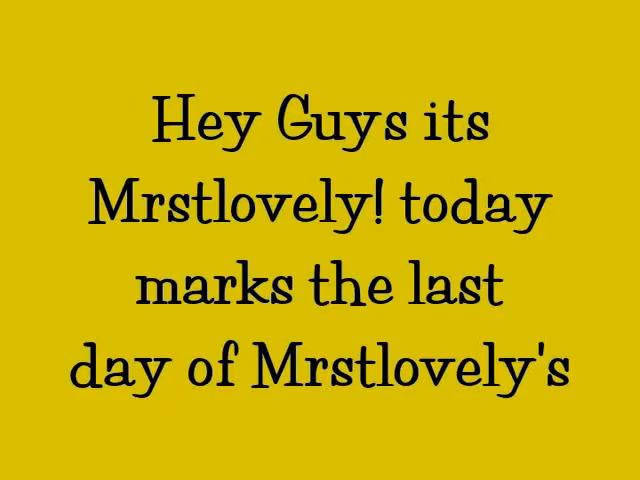 Hey Guys its
Mrstlovely! today
marks the last
day of Mrstlovely's